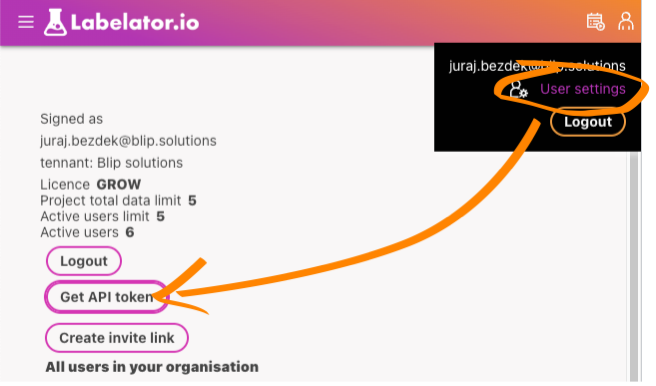 Labelator.io
juraj.bezdek@blip.solutions
User settings
Logout
Signed as
juraj.bezdek@blip.solutions
tennant: Blip solutions
Licence GROW
Project total data limit 5
Active users limit 5
Active users 6
Logout
Get API token
Create invite link
All users in your organisation